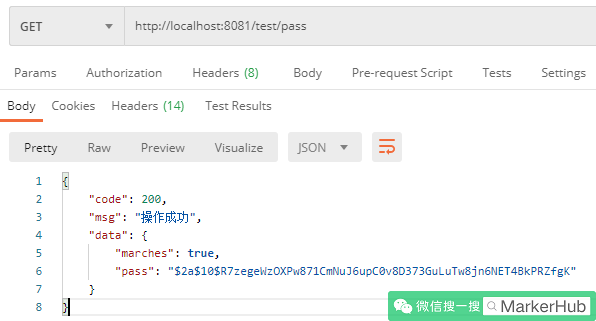 GET http://localhost:8081/test/pass
Params Authorization Headers (8) Body Pre-request Script Tests Settings
Body Cookies Headers (14) Test Results
Pretty Raw Preview Visualize JSON
1 {
2 "code": 200,
3 "msg": "操作成功",
4 "data": {
5 "marches": true,
6 "pass": "$2a$10$R7zegeWzOXPw871CmNuJ6upC0v8D373GuLuTw8jn6NET4BkPRZfgK"
7 }
8 }
微信搜一搜 MarkerHub